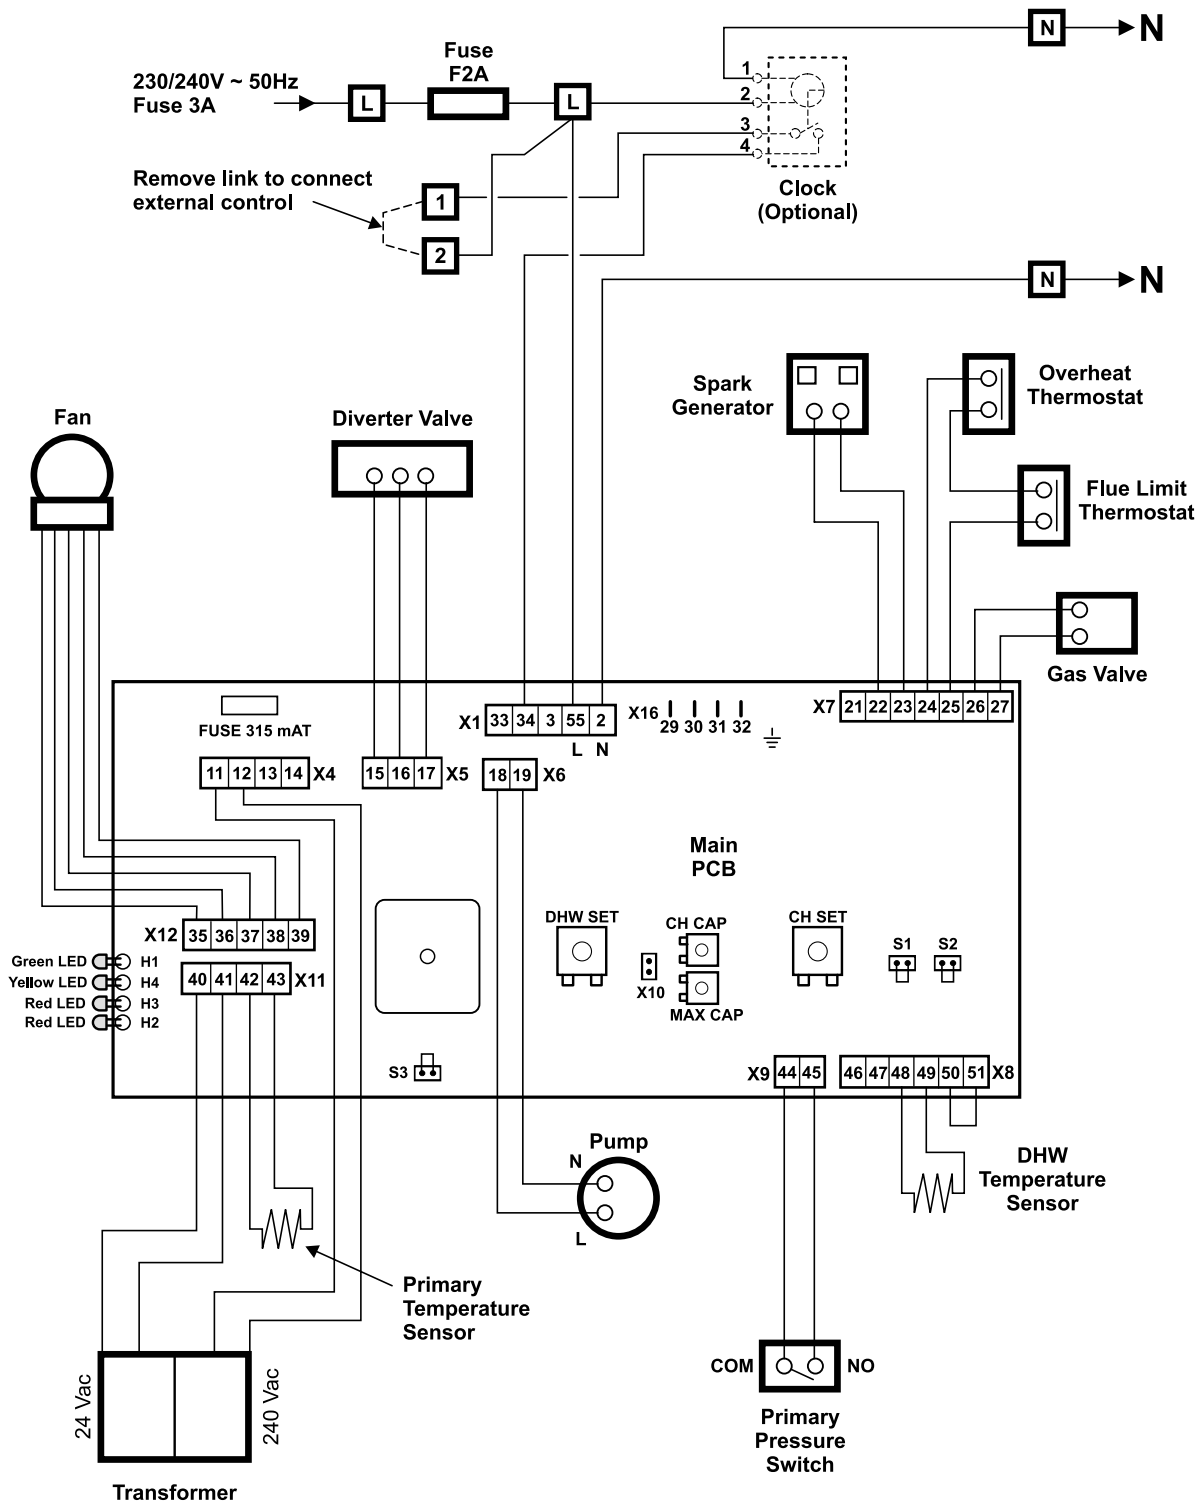 N N
Fuse
F2A
230/240V ~ 50Hz
Fuse 3A
L
L
1
2
3
4
Clock
(Optional)
Remove link to connect
external control
1
2
N N
Spark
Generator
Overheat
Thermostat
Fan
Diverter Valve
Flue Limit
Thermostat
Gas Valve
FUSE 315 mAT
X1 33 34 3 55 2
L N
X16
29 30 31 32
X7 21 22 23 24 25 26 27
11 12 13 14 X4
15 16 17 X5
18 19 X6
Main
PCB
X12 35 36 37 38 39
40 41 42 43 X11
Green LED H1
Yellow LED H4
Red LED H3
Red LED H2
DHW SET
CH CAP
X10
MAX CAP
CH SET
S1
S2
S3
X9 44 45
46 47 48 49 50 51 X8
Pump
N
L
DHW
Temperature
Sensor
Primary
Temperature
Sensor
COM NO
Primary
Pressure
Switch
24 Vac
240 Vac
Transformer